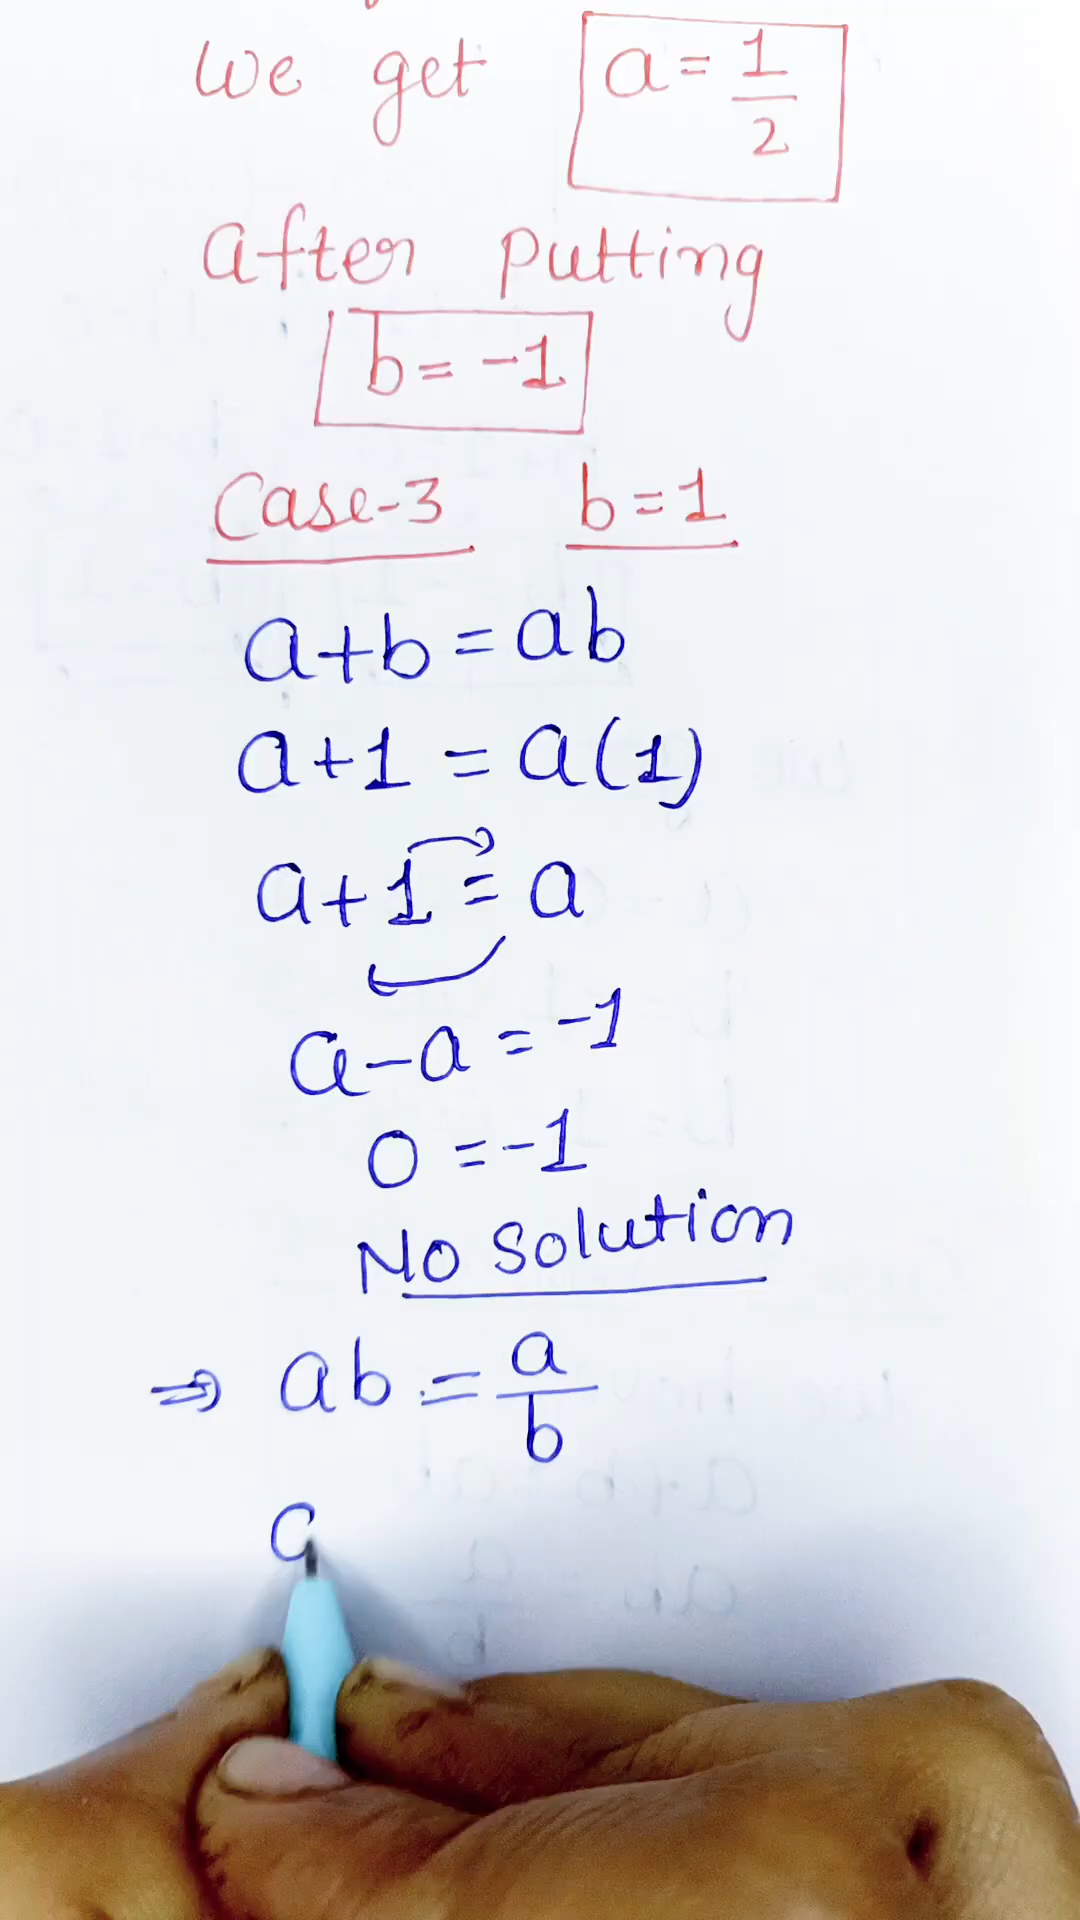 We get a = 1/2
After putting
b = -1
Case-3 b = 1
a+b = ab
a+1 = a(1)
a+1 = a
a-a = -1
0 = -1
No solution
⇒ ab = a/b